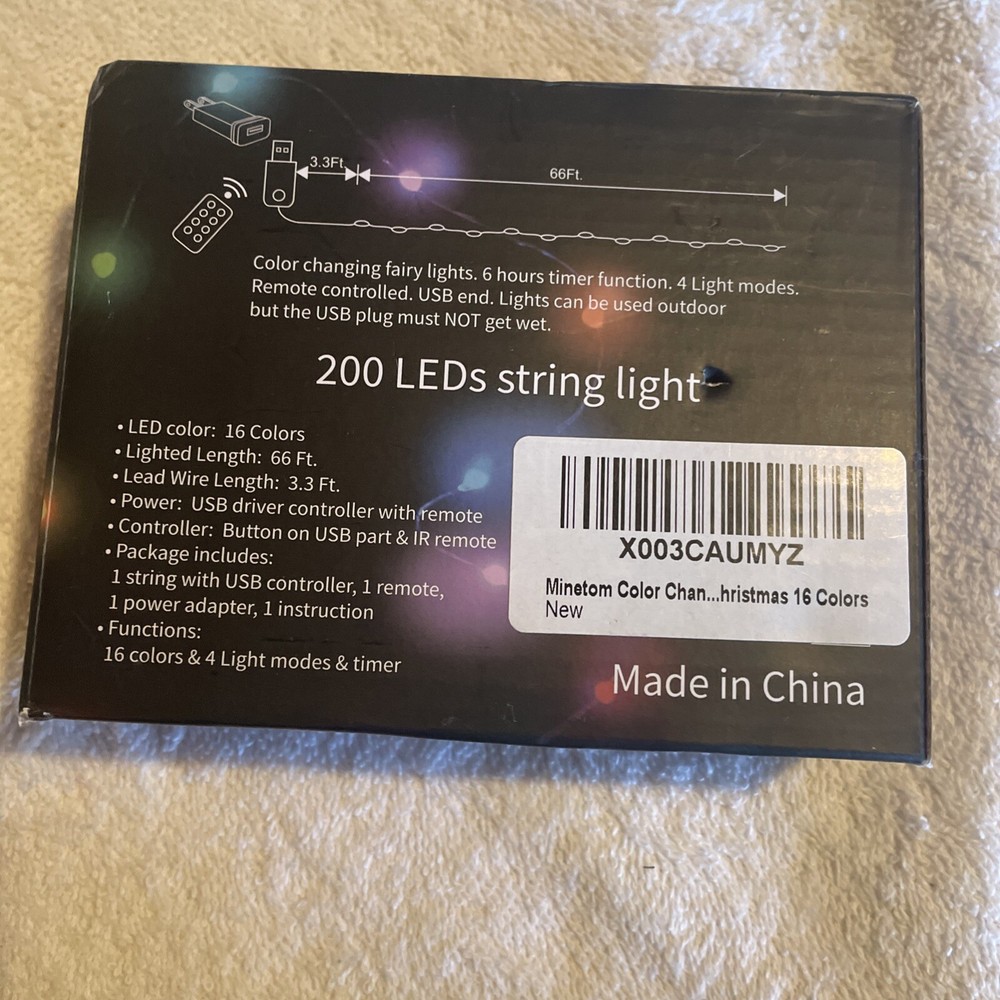 3.3Ft.
66Ft.
Color changing fairy lights. 6 hours timer function. 4 Light modes.
Remote controlled. USB end. Lights can be used outdoor
but the USB plug must NOT get wet.
200 LEDs string light
• LED color: 16 Colors
• Lighted Length: 66 Ft.
• Lead Wire Length: 3.3 Ft.
• Power: USB driver controller with remote
• Controller: Button on USB part & IR remote
• Package includes:
1 string with USB controller, 1 remote,
1 power adapter, 1 instruction
• Functions:
16 colors & 4 Light modes & timer
X003CAUMYZ
Minetom Color Chan...hristmas 16 Colors
New
Made in China